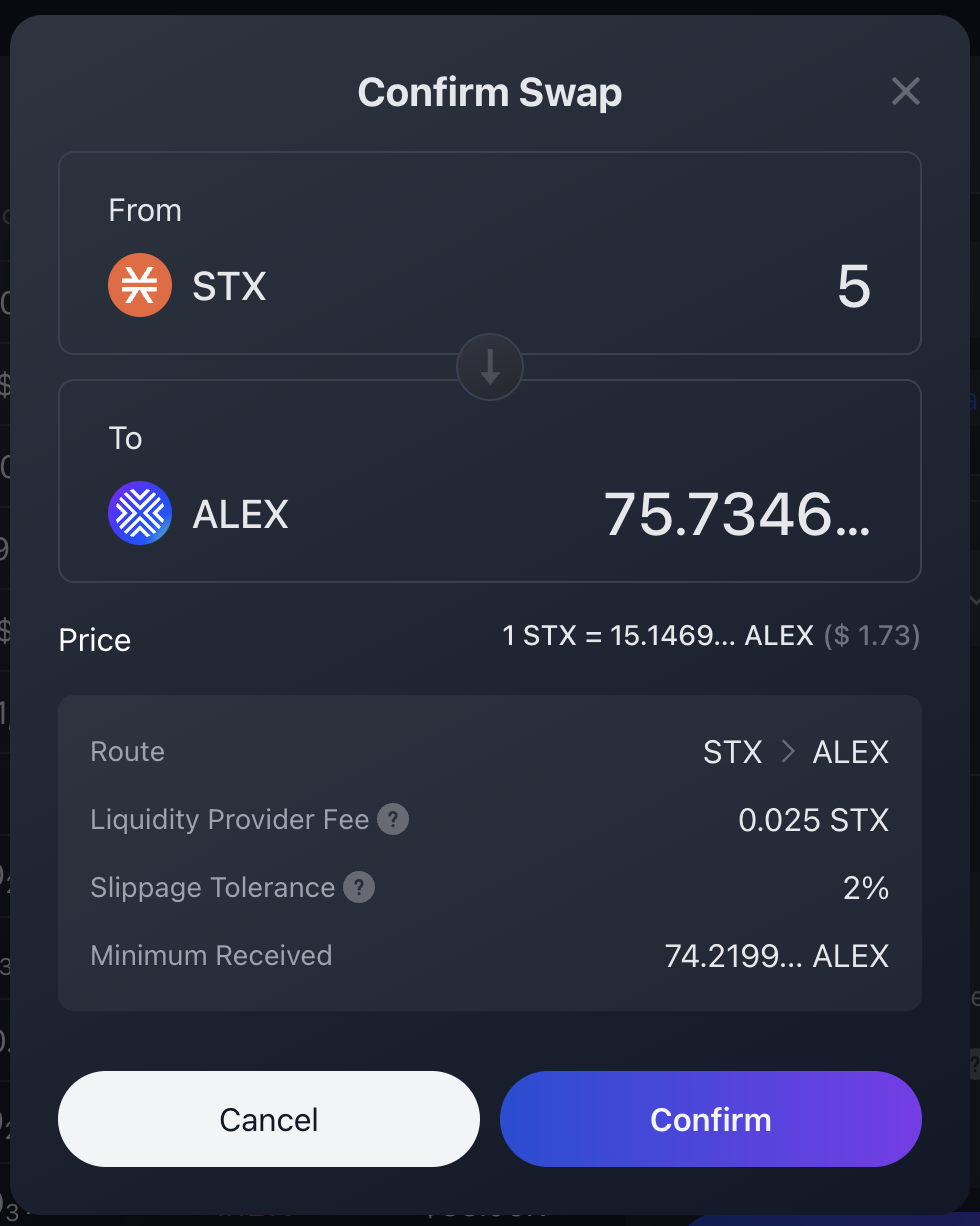 Confirm Swap
From
STX 5
To
ALEX 75.7346...
Price 1 STX = 15.1469... ALEX ($ 1.73)
Route STX > ALEX
Liquidity Provider Fee ? 0.025 STX
Slippage Tolerance ? 2%
Minimum Received 74.2199... ALEX
Cancel Confirm